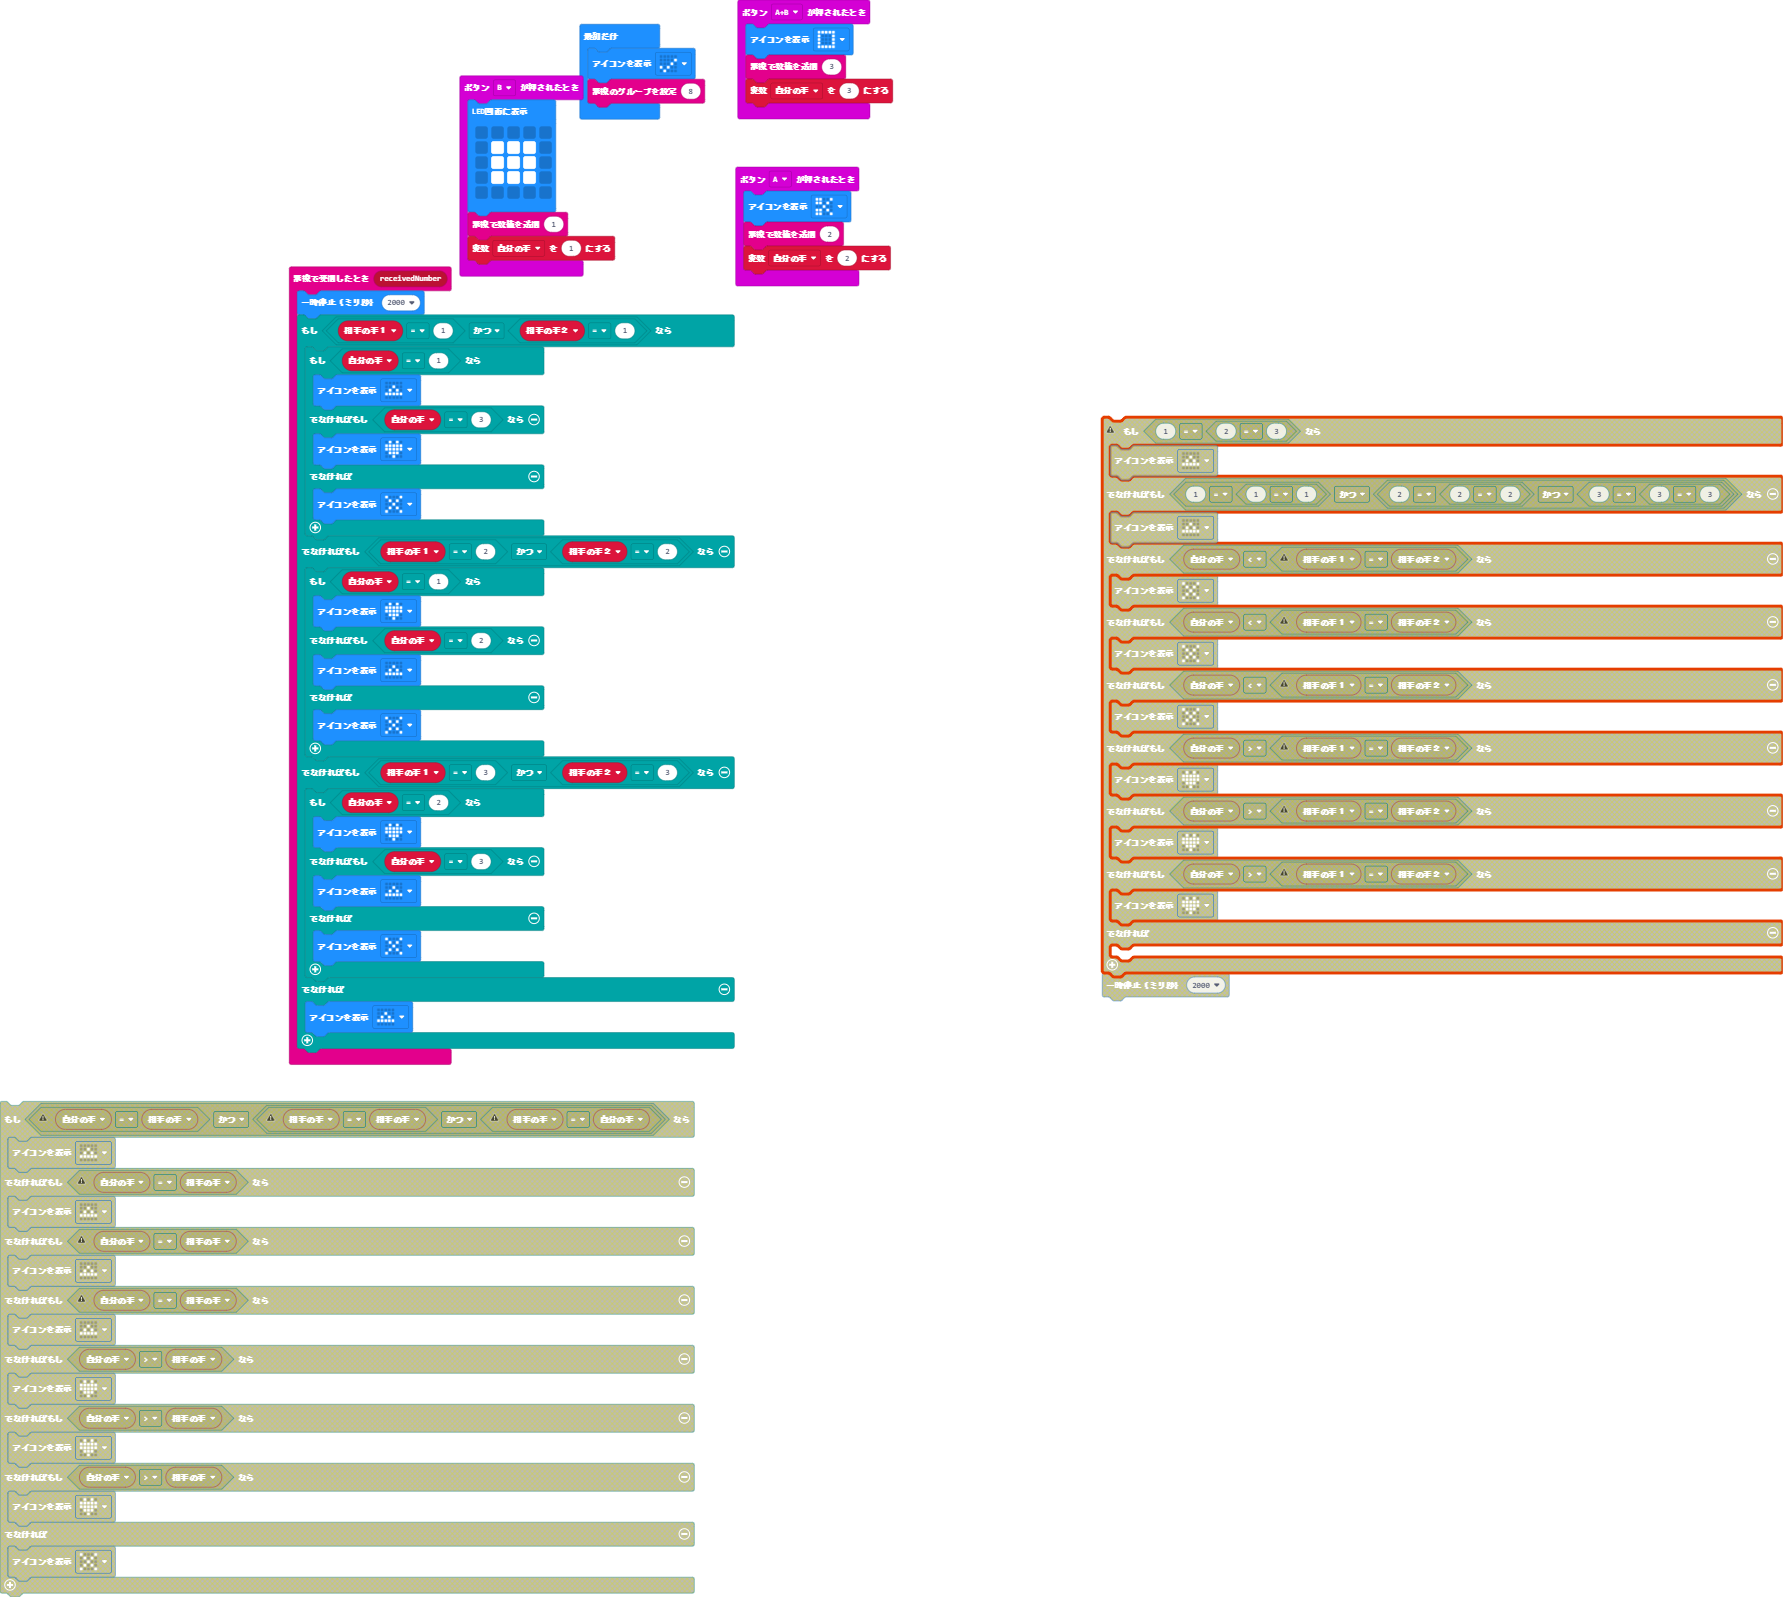 最初だけ
アイコンを表示
無線のグループを設定 8
ボタン A+B が押されたとき
アイコンを表示
無線で数値を送信 3
変数 自分の手 を 3 にする
ボタン B が押されたとき
LED画面に表示
無線で数値を送信 1
変数 自分の手 を 1 にする
ボタン A が押されたとき
アイコンを表示
無線で数値を送信 2
変数 自分の手 を 2 にする
無線で受信したとき receivedNumber
一時停止（ミリ秒） 2000
もし 相手の手1 = 1 かつ 相手の手2 = 1 なら
もし 自分の手 = 1 なら
アイコンを表示
でなければもし 自分の手 = 3 なら
アイコンを表示
でなければ
アイコンを表示
でなければもし 相手の手1 = 2 かつ 相手の手2 = 2 なら
もし 自分の手 = 1 なら
アイコンを表示
でなければもし 自分の手 = 2 なら
アイコンを表示
でなければ
アイコンを表示
でなければもし 相手の手1 = 3 かつ 相手の手2 = 3 なら
もし 自分の手 = 2 なら
アイコンを表示
でなければもし 自分の手 = 3 なら
アイコンを表示
でなければ
アイコンを表示
でなければ
アイコンを表示
もし 1 = 2 = 3 なら
アイコンを表示
でなければもし 1 = 1 = 1 かつ 2 = 2 = 2 かつ 3 = 3 = 3 なら
アイコンを表示
でなければもし 自分の手 < 相手の手1 = 相手の手2 なら
アイコンを表示
でなければもし 自分の手 < 相手の手1 = 相手の手2 なら
アイコンを表示
でなければもし 自分の手 < 相手の手1 = 相手の手2 なら
アイコンを表示
でなければもし 自分の手 > 相手の手1 = 相手の手2 なら
アイコンを表示
でなければもし 自分の手 > 相手の手1 = 相手の手2 なら
アイコンを表示
でなければもし 自分の手 > 相手の手1 = 相手の手2 なら
アイコンを表示
でなければ
一時停止（ミリ秒） 2000
もし 自分の手 = 相手の手 かつ 相手の手 = 相手の手 かつ 相手の手 = 自分の手 なら
アイコンを表示
でなければもし 自分の手 = 相手の手 なら
アイコンを表示
でなければもし 自分の手 = 相手の手 なら
アイコンを表示
でなければもし 自分の手 = 相手の手 なら
アイコンを表示
でなければもし 自分の手 > 相手の手 なら
アイコンを表示
でなければもし 自分の手 > 相手の手 なら
アイコンを表示
でなければもし 自分の手 > 相手の手 なら
アイコンを表示
でなければ
アイコンを表示